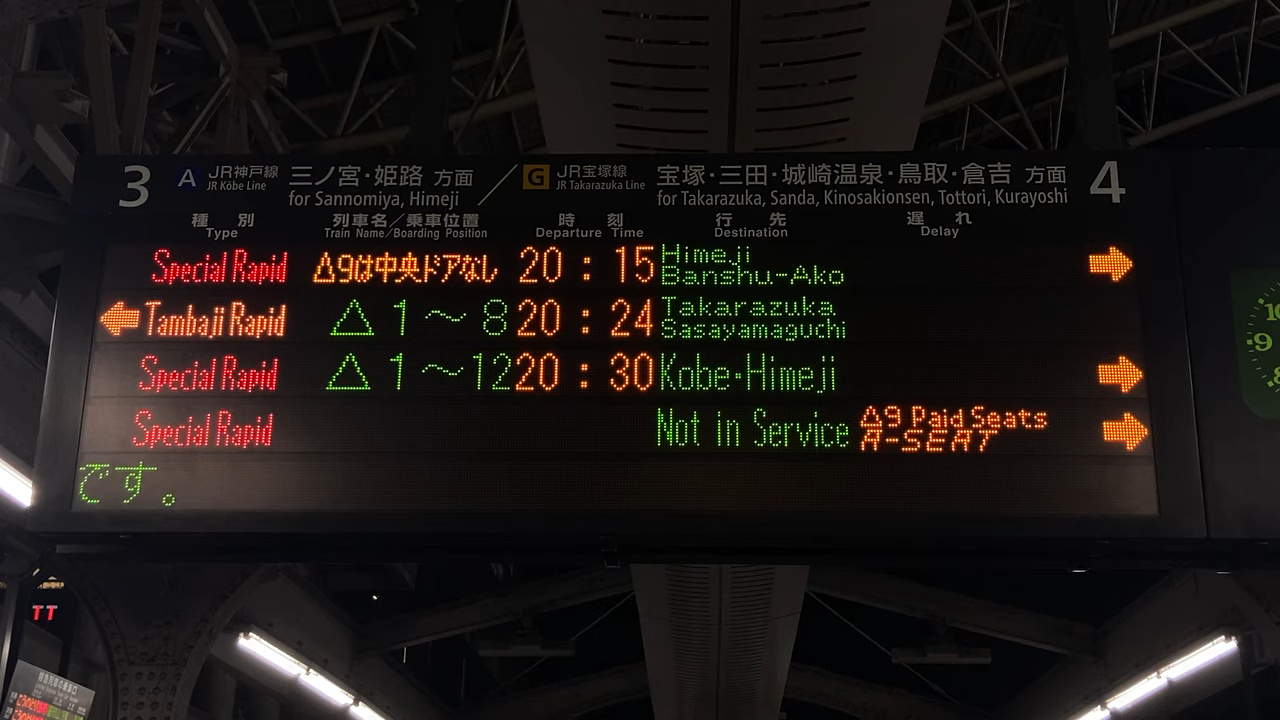 3 A JR神戸線 三ノ宮・姫路 方面 ／ G JR宝塚線 宝塚・三田・城崎温泉・鳥取・倉吉 方面 4
JR Kōbe Line for Sannomiya, Himeji JR Takarazuka Line for Takarazuka, Sanda, Kinosakionsen, Tottori, Kurayoshi
種別 列車名／乗車位置 時刻 行先 遅れ
Type Train Name／Boarding Position Departure Time Destination Delay
Special Rapid △9は中央ドアなし 20:15 Himeji Banshu-Ako
Tambaji Rapid △ 1～ 8 20:24 Takarazuka Sasayamaguchi
Special Rapid △ 1～12 20:30 Kobe・Himeji
Special Rapid Not in Service △9 Paid Seats A-SEAT
です。
10
9
8
TT